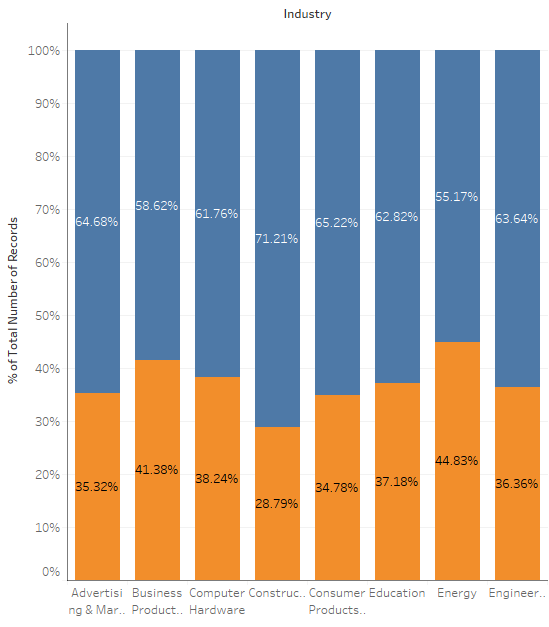 Industry
% of Total Number of Records
100%
90%
80%
70%
60%
50%
40%
30%
20%
10%
0%
64.68%
58.62%
61.76%
71.21%
65.22%
62.82%
55.17%
63.64%
35.32%
41.38%
38.24%
28.79%
34.78%
37.18%
44.83%
36.36%
Advertisi
ng & Mar..
Business
Product..
Computer
Hardware
Construc..
Consumer
Products..
Education
Energy
Engineer..